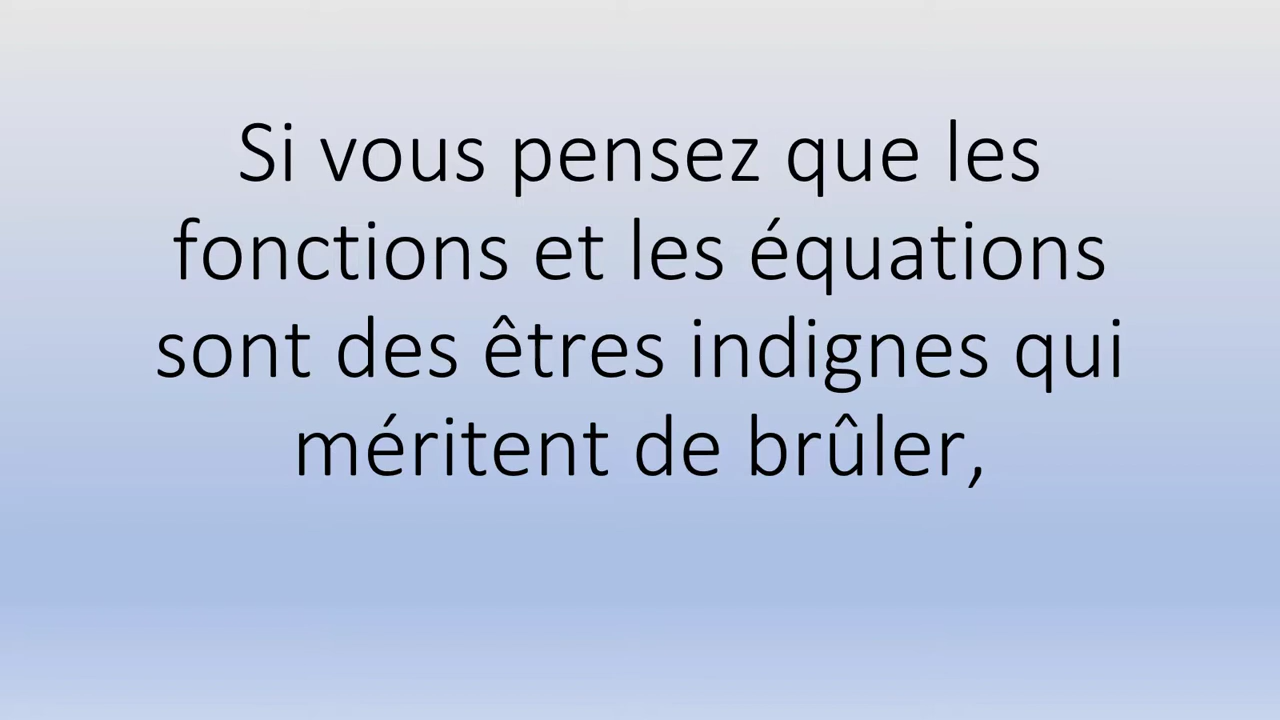 Si vous pensez que les
fonctions et les équations
sont des êtres indignes qui
méritent de brûler,